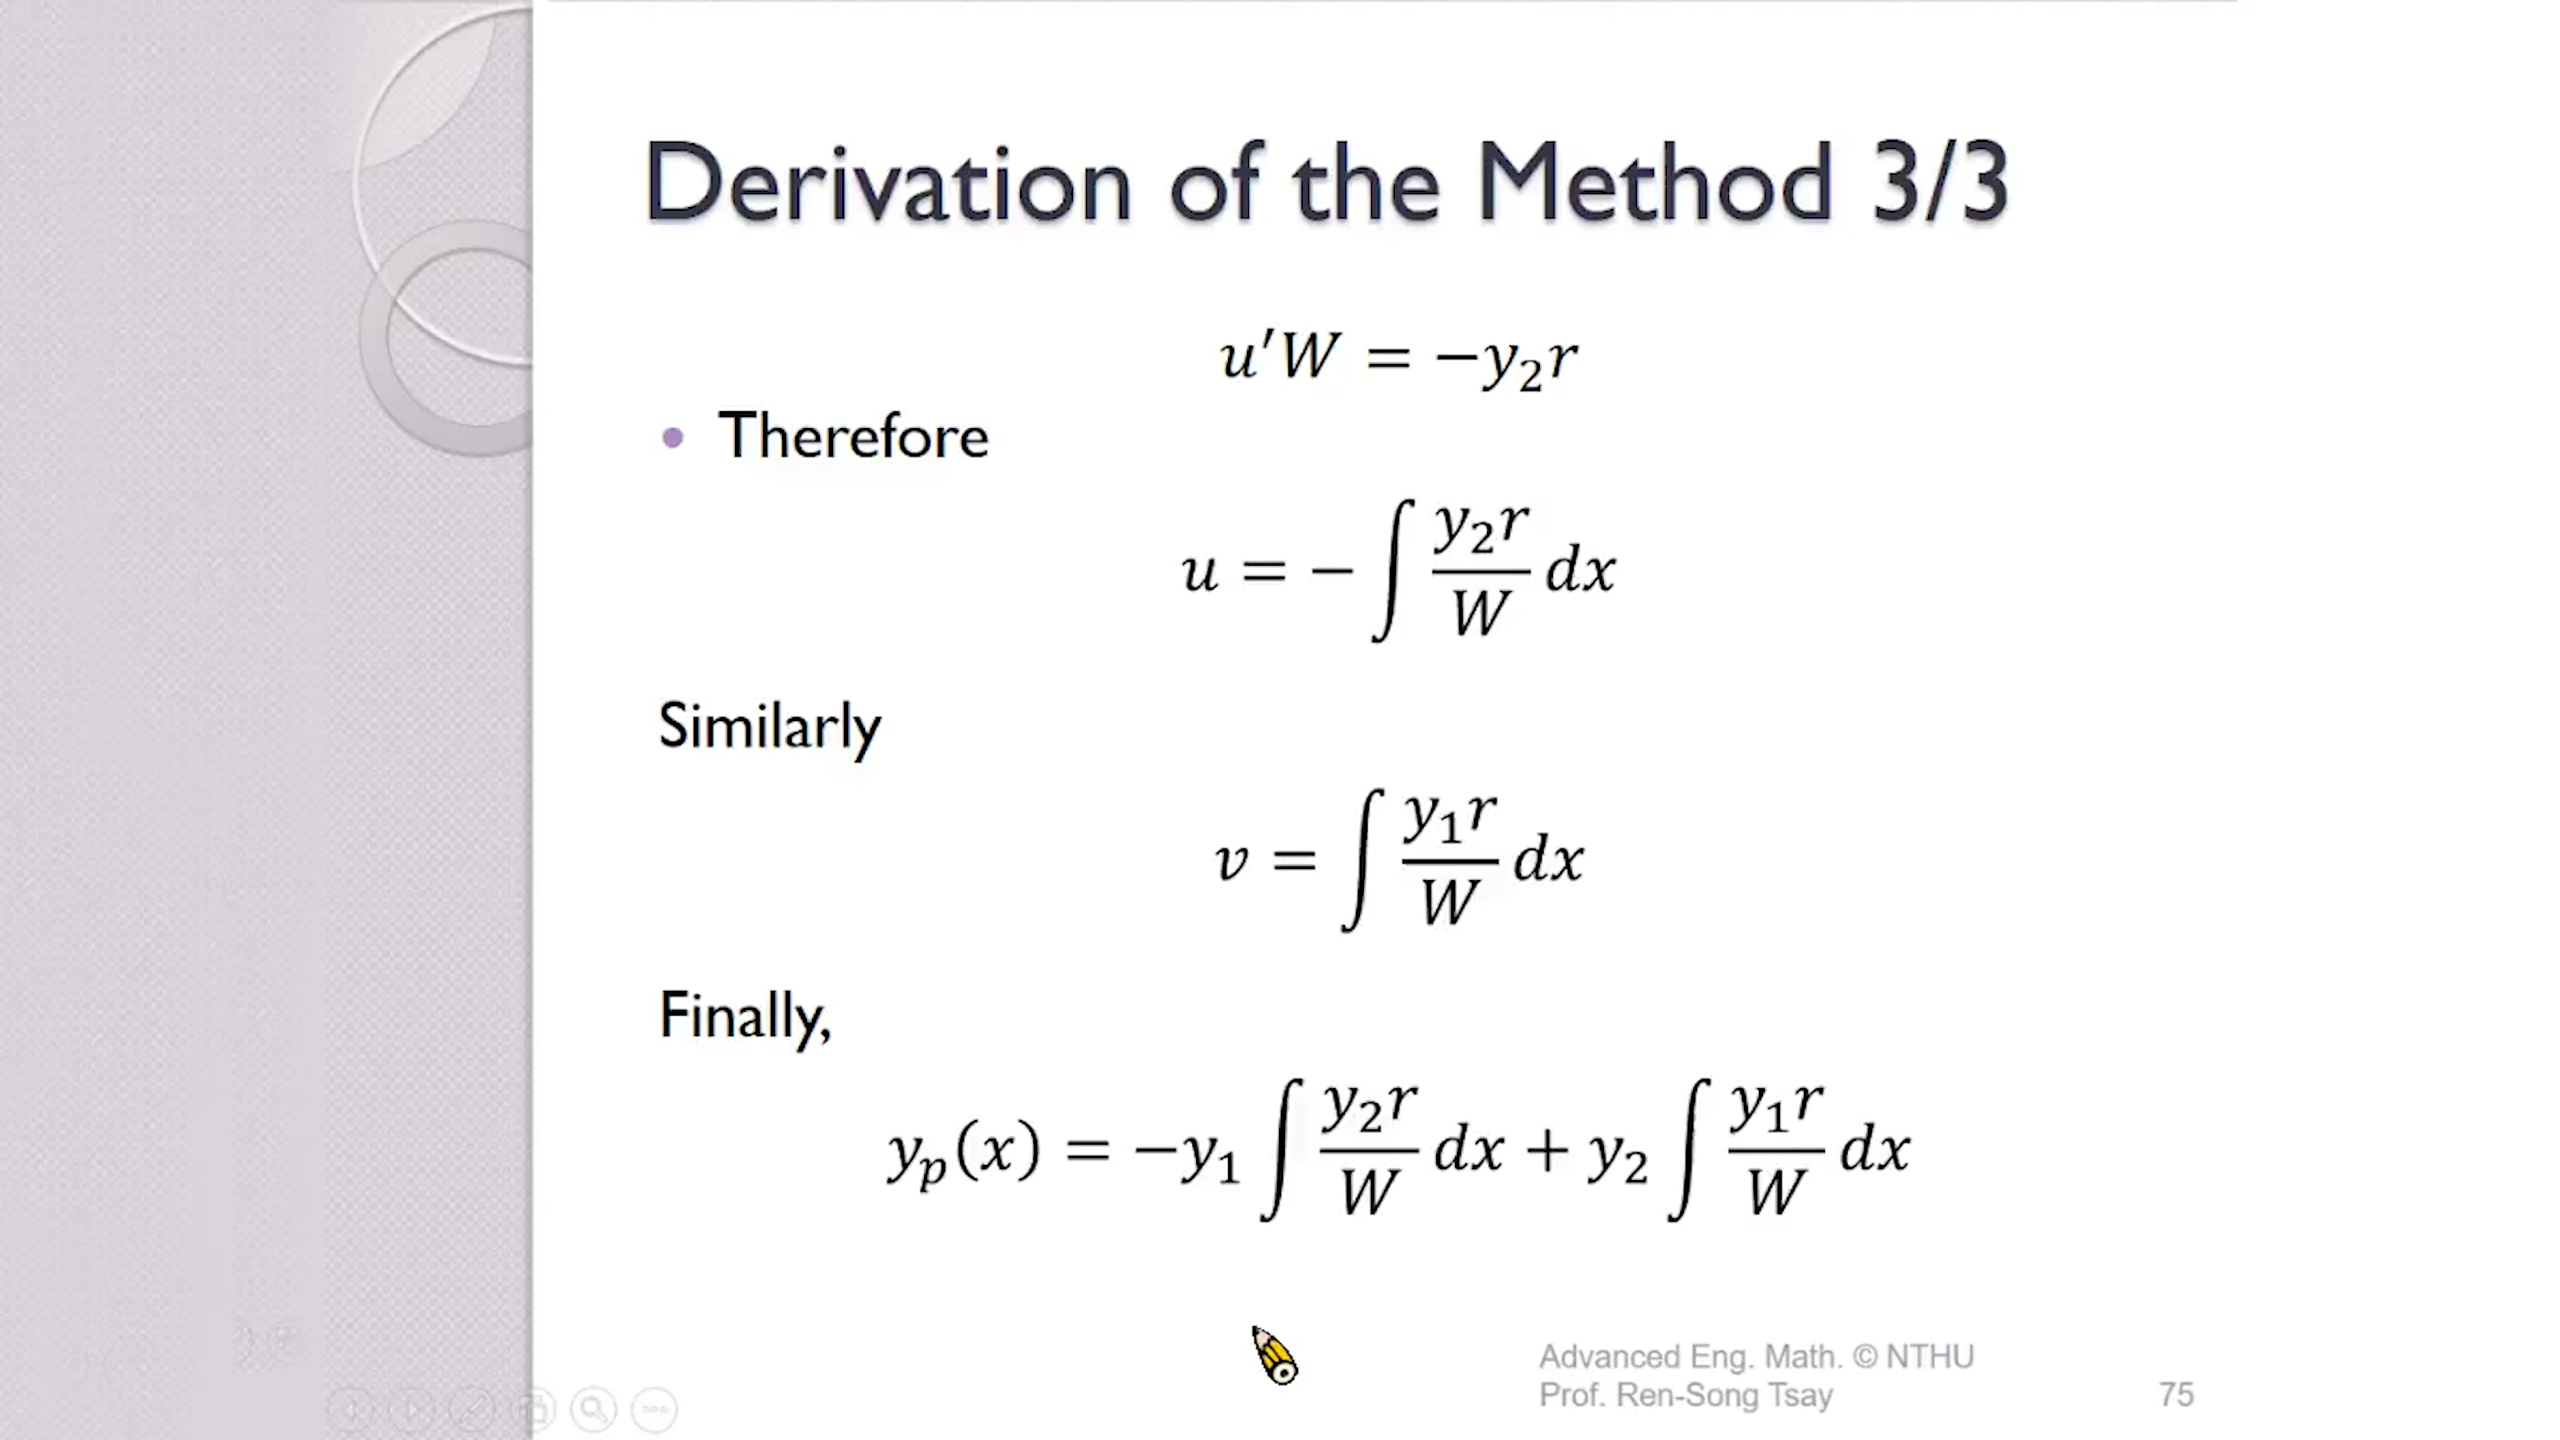 Derivation of the Method 3/3
u′W = −y₂r
• Therefore
u = − ∫ y₂r/W dx
Similarly
v = ∫ y₁r/W dx
Finally,
yₚ(x) = −y₁ ∫ y₂r/W dx + y₂ ∫ y₁r/W dx
Advanced Eng. Math. © NTHU
Prof. Ren-Song Tsay
75